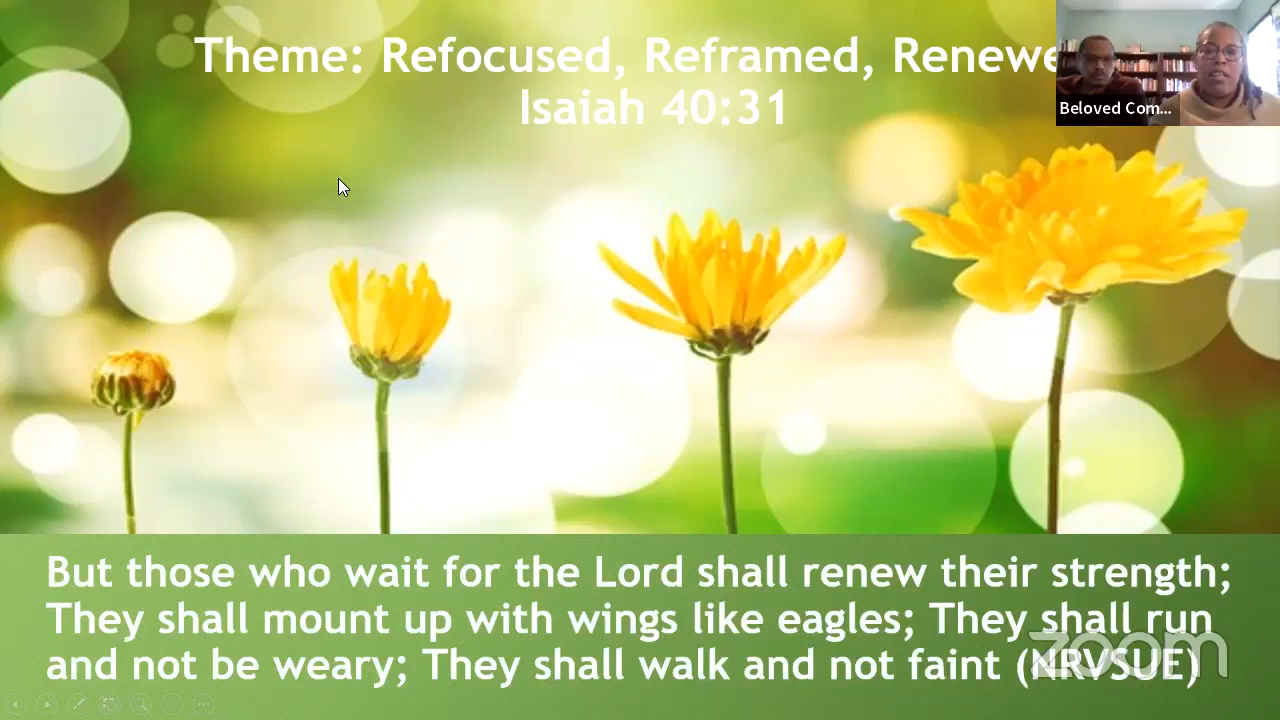 Theme: Refocused, Reframed, Renewe
Isaiah 40:31
Beloved Com...
But those who wait for the Lord shall renew their strength;
They shall mount up with wings like eagles; They shall run
and not be weary; They shall walk and not faint (NRVSUE)
zoom